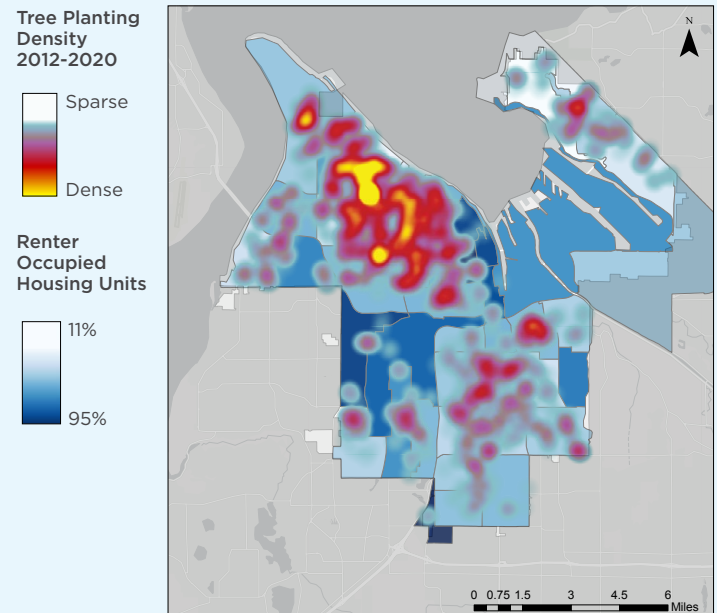 Tree Planting
Density
2012-2020
Sparse
Dense
Renter
Occupied
Housing Units
11%
95%
N
0 0.75 1.5 3 4.5 6
Miles